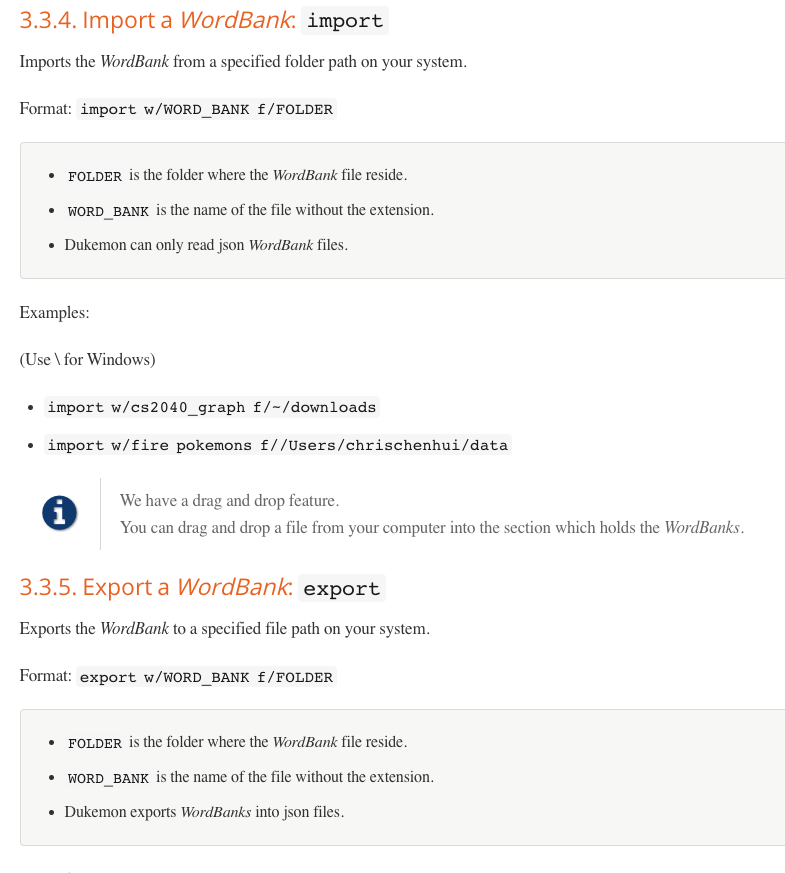 3.3.4. Import a WordBank: import
Imports the WordBank from a specified folder path on your system.
Format: import w/WORD_BANK f/FOLDER
• FOLDER is the folder where the WordBank file reside.
• WORD_BANK is the name of the file without the extension.
• Dukemon can only read json WordBank files.
Examples:
(Use \ for Windows)
• import w/cs2040_graph f/~/downloads
• import w/fire pokemons f//Users/chrischenhui/data
We have a drag and drop feature.
You can drag and drop a file from your computer into the section which holds the WordBanks.
3.3.5. Export a WordBank: export
Exports the WordBank to a specified file path on your system.
Format: export w/WORD_BANK f/FOLDER
• FOLDER is the folder where the WordBank file reside.
• WORD_BANK is the name of the file without the extension.
• Dukemon exports WordBanks into json files.